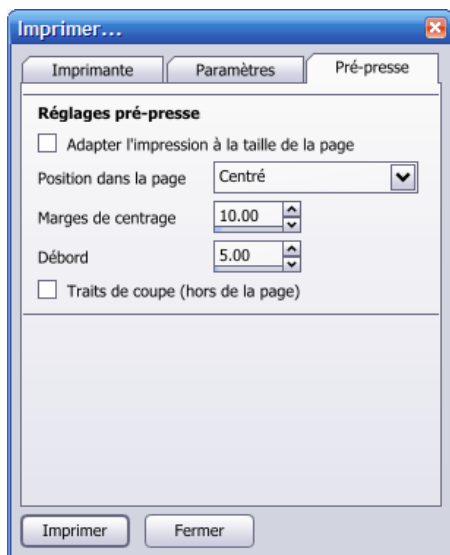 Imprimer...
Imprimante Paramètres Pré-presse
Réglages pré-presse
Adapter l'impression à la taille de la page
Position dans la page Centré
Marges de centrage 10.00
Débord 5.00
Traits de coupe (hors de la page)
Imprimer Fermer